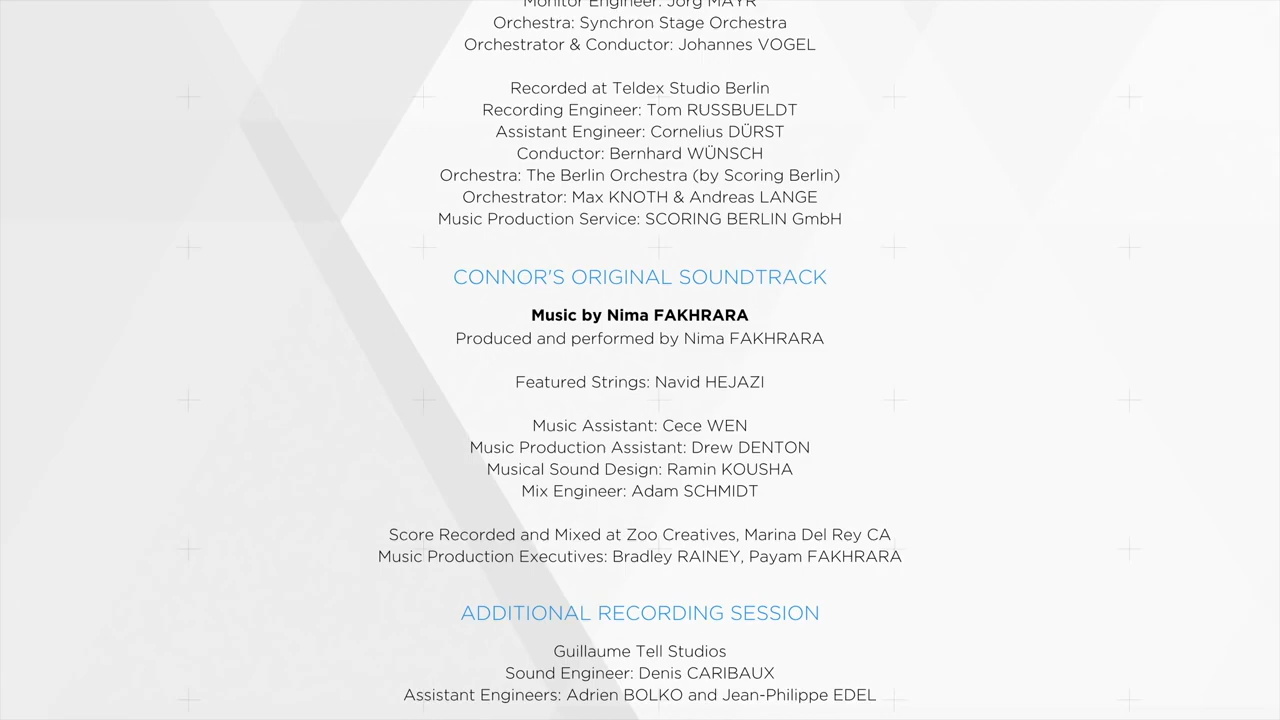 Monitor Engineer: Jörg MAYR
Orchestra: Synchron Stage Orchestra
Orchestrator & Conductor: Johannes VOGEL
Recorded at Teldex Studio Berlin
Recording Engineer: Tom RUSSBUELDT
Assistant Engineer: Cornelius DÜRST
Conductor: Bernhard WÜNSCH
Orchestra: The Berlin Orchestra (by Scoring Berlin)
Orchestrator: Max KNOTH & Andreas LANGE
Music Production Service: SCORING BERLIN GmbH
CONNOR'S ORIGINAL SOUNDTRACK
Music by Nima FAKHRARA
Produced and performed by Nima FAKHRARA
Featured Strings: Navid HEJAZI
Music Assistant: Cece WEN
Music Production Assistant: Drew DENTON
Musical Sound Design: Ramin KOUSHA
Mix Engineer: Adam SCHMIDT
Score Recorded and Mixed at Zoo Creatives, Marina Del Rey CA
Music Production Executives: Bradley RAINEY, Payam FAKHRARA
ADDITIONAL RECORDING SESSION
Guillaume Tell Studios
Sound Engineer: Denis CARIBAUX
Assistant Engineers: Adrien BOLKO and Jean-Philippe EDEL